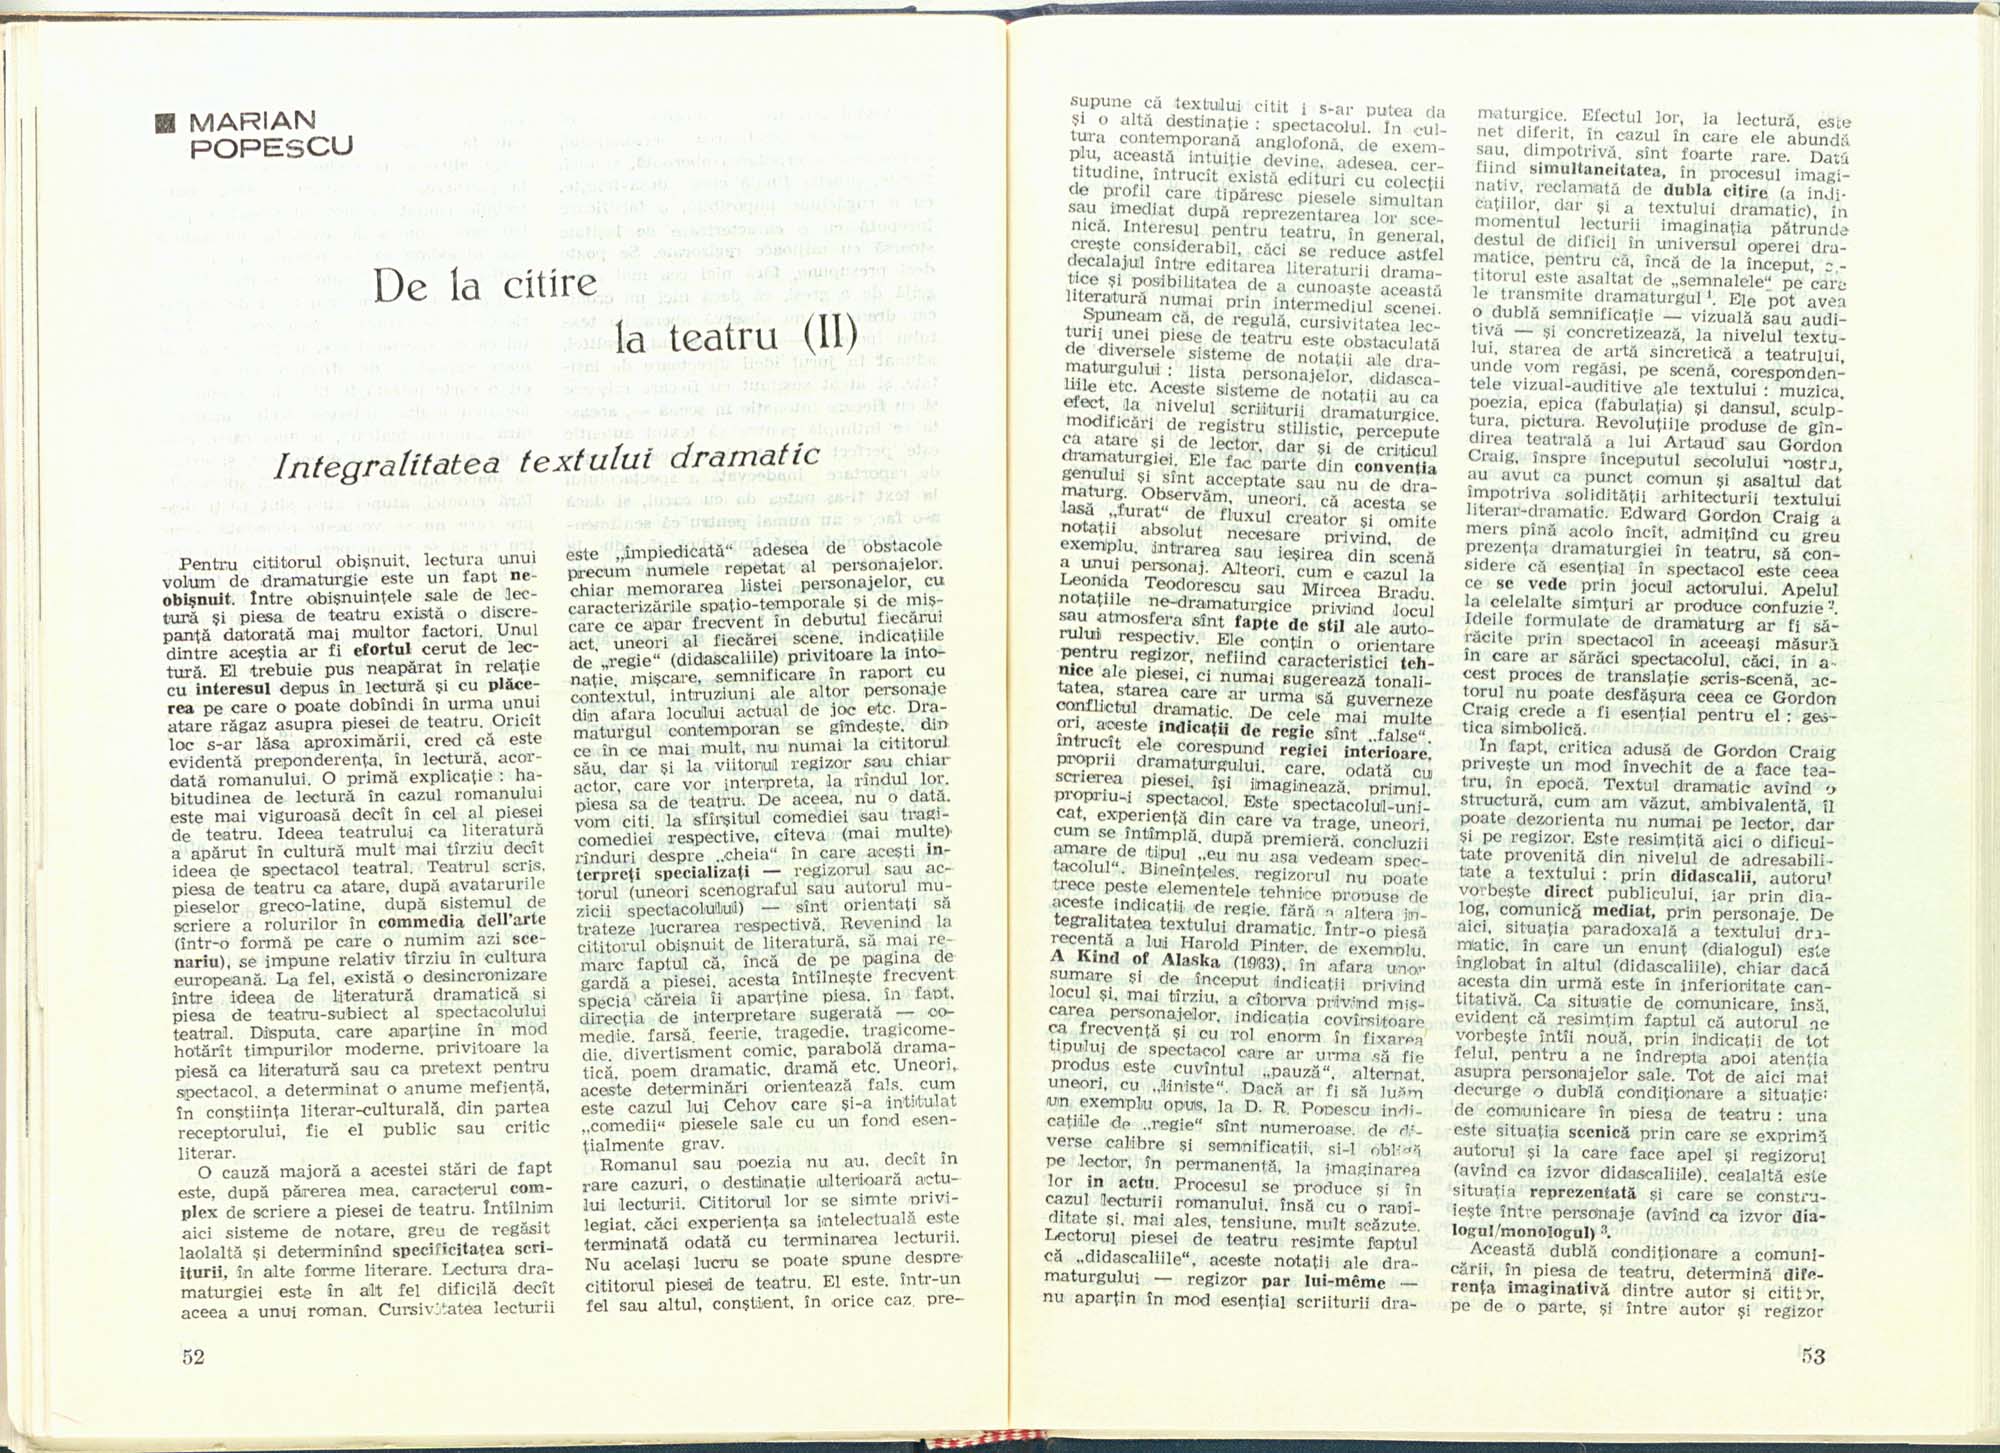 MARIAN
POPESCU
De la citire
la teatru (II)
Integralitatea textului dramatic
Pentru cititorul obişnuit, lectura unui
volum de dramaturgie este un fapt ne-
obişnuit. Între obişnuinţele sale de lec-
tură şi piesa de teatru există o discre-
panţă datorată mai multor factori. Unul
dintre aceştia ar fi efortul cerut de lec-
tură. El trebuie pus neapărat în relaţie
cu interesul depus în lectură şi cu plăce-
rea pe care o poate dobîndi în urma unui
atare răgaz asupra piesei de teatru. Oricît
loc s-ar lăsa aproximării, cred că este
evidentă preponderenţa, în lectură, acor-
dată romanului. O primă explicaţie : ha-
bitudinea de lectură în cazul romanului
este mai viguroasă decît în cel al piesei
de teatru. Ideea teatrului ca literatură
a apărut în cultură mult mai tîrziu decît
ideea de spectacol teatral. Teatrul scris,
piesa de teatru ca atare, după avatarurile
pieselor greco-latine, după sistemul de
scriere a rolurilor în commedia dell'arte
(într-o formă pe care o numim azi sce-
nariu), se impune relativ tîrziu în cultura
europeană. La fel, există o desincronizare
între ideea de literatură dramatică şi
piesa de teatru-subiect al spectacolului
teatral. Disputa, care aparţine în mod
hotărît timpurilor moderne, privitoare la
piesă ca literatură sau ca pretext pentru
spectacol, a determinat o anume mefienţă,
în conştiinţa literar-culturală, din partea
receptorului, fie el public sau critic
literar.
O cauză majoră a acestei stări de fapt
este, după părerea mea, caracterul com-
plex de scriere a piesei de teatru. Întîlnim
aici sisteme de notare, greu de regăsit
laolaltă şi determinînd specificitatea scri-
iturii, în alte forme literare. Lectura dra-
maturgiei este în alt fel dificilă decît
aceea a unui roman. Cursivitatea lecturii
este „împiedicată“ adesea de obstacole
precum numele repetat al personajelor,
chiar memorarea listei personajelor, cu
caracterizările spaţio-temporale şi de miş-
care ce apar frecvent în debutul fiecărui
act, uneori al fiecărei scene, indicaţiile
de „regie“ (didascaliile) privitoare la into-
naţie, mişcare, semnificare în raport cu
contextul, intruziuni ale altor personaje
din afara locului actual de joc etc. Dra-
maturgul contemporan se gîndeşte, din
ce în ce mai mult, nu numai la cititorul
său, dar şi la viitorul regizor sau chiar
actor, care vor interpreta, la rîndul lor,
piesa sa de teatru. De aceea, nu o dată,
vom citi, la sfîrşitul comediei sau tragi-
comediei respective, cîteva (mai multe)
rînduri despre „cheia“ în care aceşti in-
terpreţi specializaţi — regizorul sau ac-
torul (uneori scenograful sau autorul mu-
zicii spectacolului) — sînt orientaţi să
trateze lucrarea respectivă. Revenind la
cititorul obişnuit de literatură, să mai re-
marc faptul că, încă de pe pagina de
gardă a piesei, acesta întîlneşte frecvent
specia căreia îi aparţine piesa, în fapt,
direcţia de interpretare sugerată — co-
medie, farsă, feerie, tragedie, tragicome-
die, divertisment comic, parabolă drama-
tică, poem dramatic, dramă etc. Uneori,
aceste determinări orientează fals, cum
este cazul lui Cehov care şi-a intitulat
„comedii“ piesele sale cu un fond esen-
ţialmente grav.
Romanul sau poezia nu au, decît în
rare cazuri, o destinaţie ulterioară actu-
lui lecturii. Cititorul lor se simte privi-
legiat, căci experienţa sa intelectuală este
terminată odată cu terminarea lecturii.
Nu acelaşi lucru se poate spune despre
cititorul piesei de teatru. El este, într-un
fel sau altul, conştient, în orice caz pre-
52
supune că textului citit i s-ar putea da
şi o altă destinaţie : spectacolul. În cul-
tura contemporană anglofonă, de exem-
plu, această intuiţie devine, adesea, cer-
titudine, întrucît există edituri cu colecţii
de profil care tipăresc piesele simultan
sau imediat după reprezentarea lor sce-
nică. Interesul pentru teatru, în general,
creşte considerabil, căci se reduce astfel
decalajul între editarea literaturii drama-
tice şi posibilitatea de a cunoaşte această
literatură numai prin intermediul scenei.
Spuneam că, de regulă, cursivitatea lec-
turii unei piese de teatru este obstaculată
de diversele sisteme de notaţii ale dra-
maturgului : lista personajelor, didasca-
liile etc. Aceste sisteme de notaţii au ca
efect, la nivelul scriiturii dramaturgice,
modificări de registru stilistic, percepute
ca atare şi de lector, dar şi de criticul
dramaturgiei. Ele fac parte din convenţia
genului şi sînt acceptate sau nu de dra-
maturg. Observăm, uneori, că acesta se
lasă „furat“ de fluxul creator şi omite
notaţii absolut necesare privind, de
exemplu, intrarea sau ieşirea din scenă
a unui personaj. Alteori, cum e cazul la
Leonida Teodorescu sau Mircea Bradu,
notaţiile ne-dramaturgice privind locul
sau atmosfera sînt fapte de stil ale auto-
rului respectiv. Ele conţin o orientare
pentru regizor, nefiind caracteristici teh-
nice ale piesei, ci numai sugerează tonali-
tatea, starea care ar urma să guverneze
conflictul dramatic. De cele mai multe
ori, aceste indicaţii de regie sînt „false“
întrucît ele corespund regiei interioare,
proprii dramaturgului, care, odată cu
scrierea piesei, îşi imaginează, primul,
propriu-i spectacol. Este spectacolul-uni-
cat, experienţă din care va trage, uneori,
cum se întîmplă, după premieră, concluzii
amare de tipul „eu nu aşa vedeam spec-
tacolul“. Bineînţeles, regizorul nu poate
trece peste elementele tehnice propuse de
aceste indicaţii de regie, fără a altera in-
tegralitatea textului dramatic. Într-o piesă
recentă a lui Harold Pinter, de exemplu,
A Kind of Alaska (1983), în afara unor
sumare şi de început indicaţii privind
locul şi, mai tîrziu, a cîtorva privind miş-
carea personajelor, indicaţia covîrşitoare
ca frecvenţă şi cu rol enorm în fixarea
tipului de spectacol care ar urma să fie
produs este cuvîntul „pauză“, alternat,
uneori, cu „linişte“. Dacă ar fi să luăm
un exemplu opus, la D. R. Popescu indi-
caţiile de „regie“ sînt numeroase, de di-
verse calibre şi semnificaţii, şi-l obligă
pe lector, în permanenţă, la imaginarea
lor in actu. Procesul se produce şi în
cazul lecturii romanului, însă cu o rapi-
ditate şi, mai ales, tensiune, mult scăzute.
Lectorul piesei de teatru resimte faptul
că „didascaliile“, aceste notaţii ale dra-
maturgului — regizor par lui-même —
nu aparţin în mod esenţial scriiturii dra-
maturgice. Efectul lor, la lectură, este
net diferit, în cazul în care ele abundă
sau, dimpotrivă, sînt foarte rare. Dată
fiind simultaneitatea, în procesul imagi-
nativ, reclamată de dubla citire (a indi-
caţiilor, dar şi a textului dramatic), în
momentul lecturii imaginaţia pătrunde
destul de dificil în universul operei dra-
matice, pentru că, încă de la început, ci-
titorul este asaltat de „semnalele“ pe care
le transmite dramaturgul ¹. Ele pot avea
o dublă semnificaţie — vizuală sau audi-
tivă — şi concretizează, la nivelul textu-
lui, starea de artă sincretică a teatrului,
unde vom regăsi, pe scenă, coresponden-
tele vizual-auditive ale textului : muzica,
poezia, epica (fabulaţia) şi dansul, sculp-
tura, pictura. Revoluţiile produse de gîn-
direa teatrală a lui Artaud sau Gordon
Craig, înspre începutul secolului nostru,
au avut ca punct comun şi asaltul dat
împotriva solidităţii arhitecturii textului
literar-dramatic. Edward Gordon Craig a
mers pînă acolo încît, admiţînd cu greu
prezenţa dramaturgiei în teatru, să con-
sidere că esenţial în spectacol este ceea
ce se vede prin jocul actorului. Apelul
la celelalte simţuri ar produce confuzie ².
Ideile formulate de dramaturg ar fi să-
răcite prin spectacol în aceeaşi măsură
în care ar sărăci spectacolul, căci, în a-
cest proces de translaţie scris-scenă, ac-
torul nu poate desfăşura ceea ce Gordon
Craig crede a fi esenţial pentru el : ges-
tica simbolică.
În fapt, critica adusă de Gordon Craig
priveşte un mod învechit de a face tea-
tru, în epocă. Textul dramatic avînd o
structură, cum am văzut, ambivalentă, îl
poate dezorienta nu numai pe lector, dar
şi pe regizor. Este resimţită aici o dificul-
tate provenită din nivelul de adresabili-
tate a textului : prin didascalii, autorul
vorbeşte direct publicului, iar prin dia-
log, comunică mediat, prin personaje. De
aici, situaţia paradoxală a textului dra-
matic, în care un enunţ (dialogul) este
înglobat în altul (didascaliile), chiar dacă
acesta din urmă este în inferioritate can-
titativă. Ca situaţie de comunicare, însă,
evident că resimţim faptul că autorul ne
vorbeşte întîi nouă, prin indicaţii de tot
felul, pentru a ne îndrepta apoi atenţia
asupra personajelor sale. Tot de aici mai
decurge o dublă condiţionare a situaţiei
de comunicare în piesa de teatru : una
este situaţia scenică prin care se exprimă
autorul şi la care face apel şi regizorul
(avînd ca izvor didascaliile), cealaltă este
situaţia reprezentată şi care se constru-
ieşte între personaje (avînd ca izvor dia-
logul/monologul) ³.
Această dublă condiţionare a comuni-
cării, în piesa de teatru, determină dife-
renţa imaginativă dintre autor şi cititor,
pe de o parte, şi între autor şi regizor
53